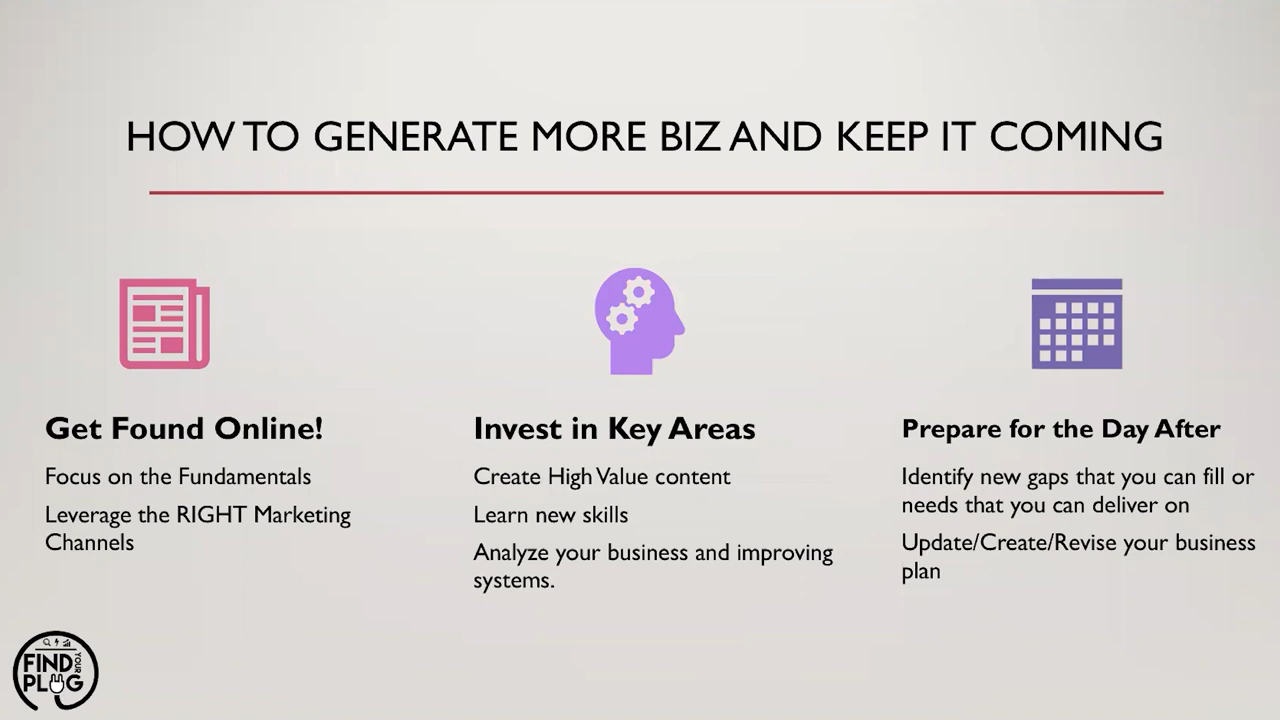 HOW TO GENERATE MORE BIZ AND KEEP IT COMING
Get Found Online!
Focus on the Fundamentals
Leverage the RIGHT Marketing
Channels
Invest in Key Areas
Create High Value content
Learn new skills
Analyze your business and improving
systems.
Prepare for the Day After
Identify new gaps that you can fill or
needs that you can deliver on
Update/Create/Revise your business
plan
FIND YOUR
PLUG